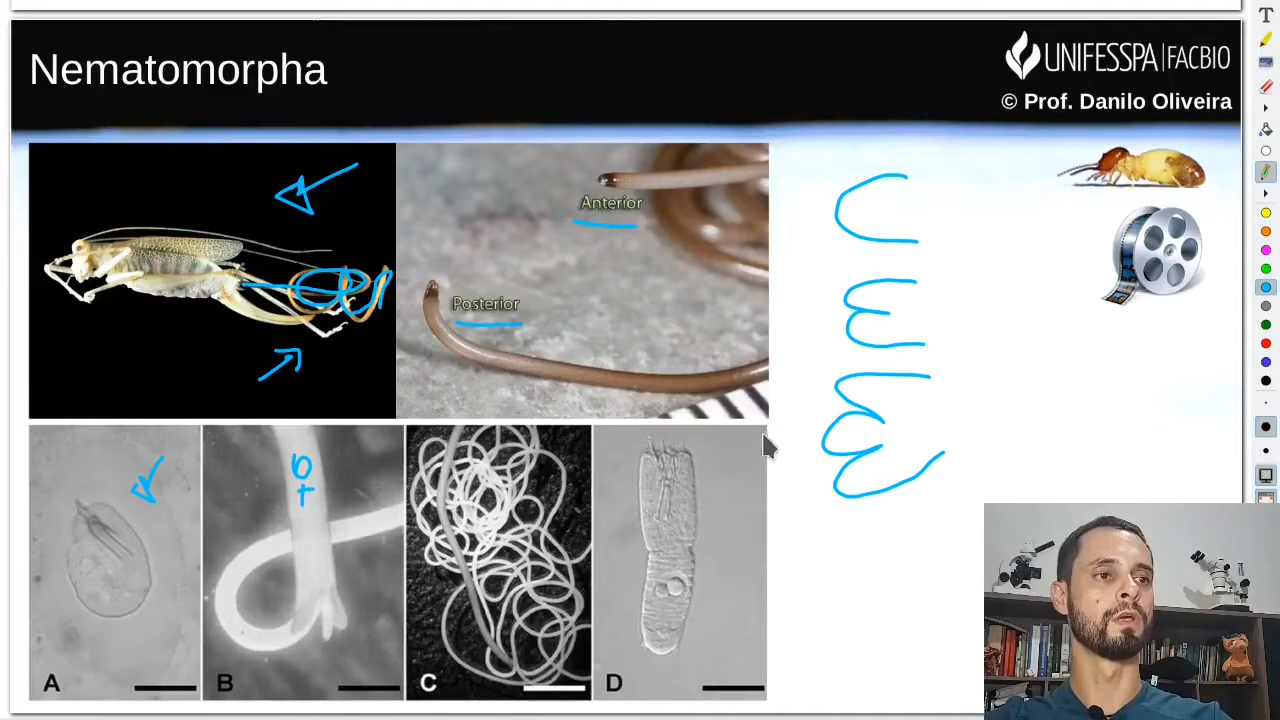 Nematomorpha
UNIFESSPA|FACBIO
© Prof. Danilo Oliveira
Anterior
Posterior
A
B
C
D